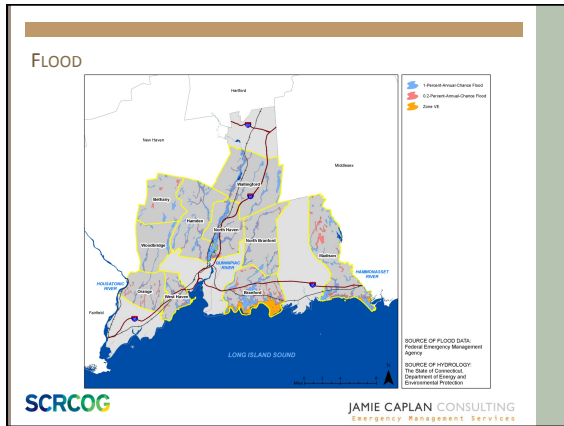 FLOOD
1-Percent-Annual-Chance Flood
0.2-Percent-Annual-Chance Flood
Zone VE
Hartford
New Haven
Middlesex
Wallingford
Bethany
Hamden
North Haven
North Branford
Woodbridge
Madison
QUINNIPIAC
RIVER
HAMMONASSET
RIVER
HOUSATONIC
RIVER
Orange
West Haven
Branford
Fairfield
LONG ISLAND SOUND
SOURCE OF FLOOD DATA:
Federal Emergency Management
Agency
SOURCE OF HYDROLOGY:
The State of Connecticut,
Department of Energy and
Environmental Protection
SCRCOG
JAMIE CAPLAN CONSULTING
Emergency Management Services